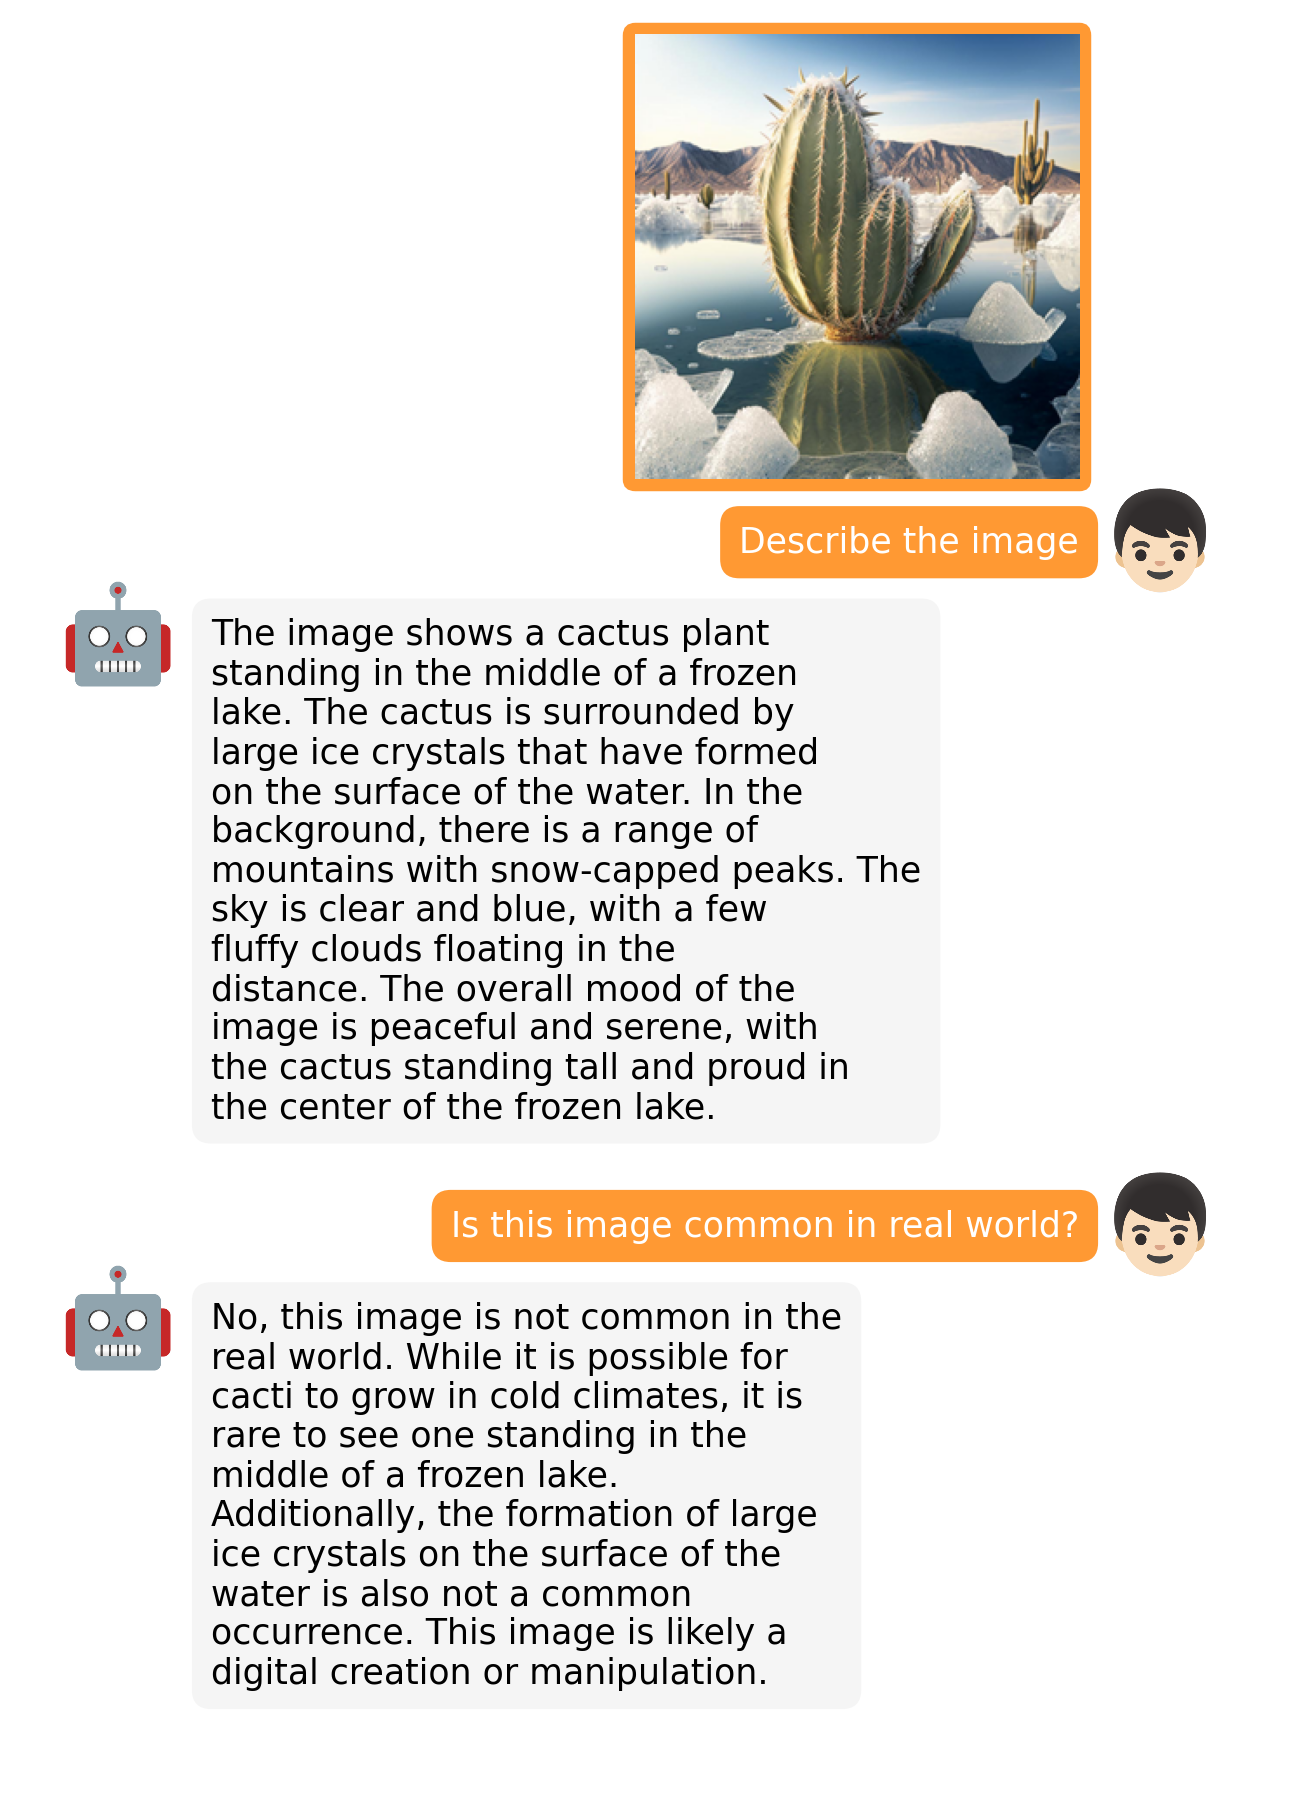 Describe the image
The image shows a cactus plant
standing in the middle of a frozen
lake. The cactus is surrounded by
large ice crystals that have formed
on the surface of the water. In the
background, there is a range of
mountains with snow-capped peaks. The
sky is clear and blue, with a few
fluffy clouds floating in the
distance. The overall mood of the
image is peaceful and serene, with
the cactus standing tall and proud in
the center of the frozen lake.
Is this image common in real world?
No, this image is not common in the
real world. While it is possible for
cacti to grow in cold climates, it is
rare to see one standing in the
middle of a frozen lake.
Additionally, the formation of large
ice crystals on the surface of the
water is also not a common
occurrence. This image is likely a
digital creation or manipulation.